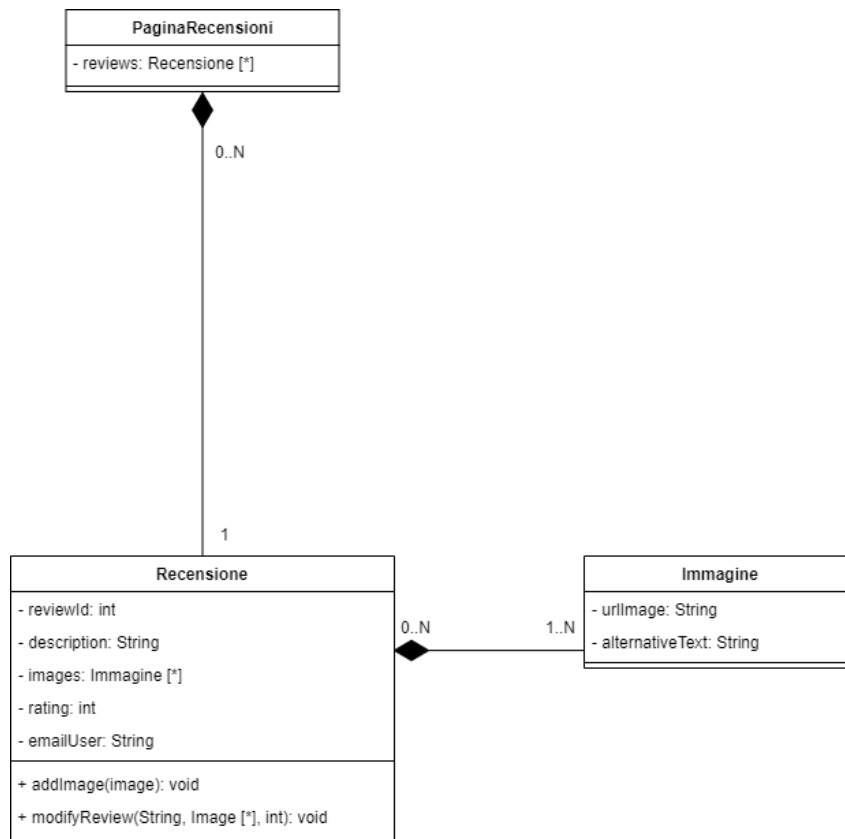 PaginaRecensioni
- reviews: Recensione [*]
0..N
1
Recensione
- reviewId: int
- description: String
- images: Immagine [*]
- rating: int
- emailUser: String
+ addImage(image): void
+ modifyReview(String, Image [*], int): void
0..N
1..N
Immagine
- urlImage: String
- alternativeText: String